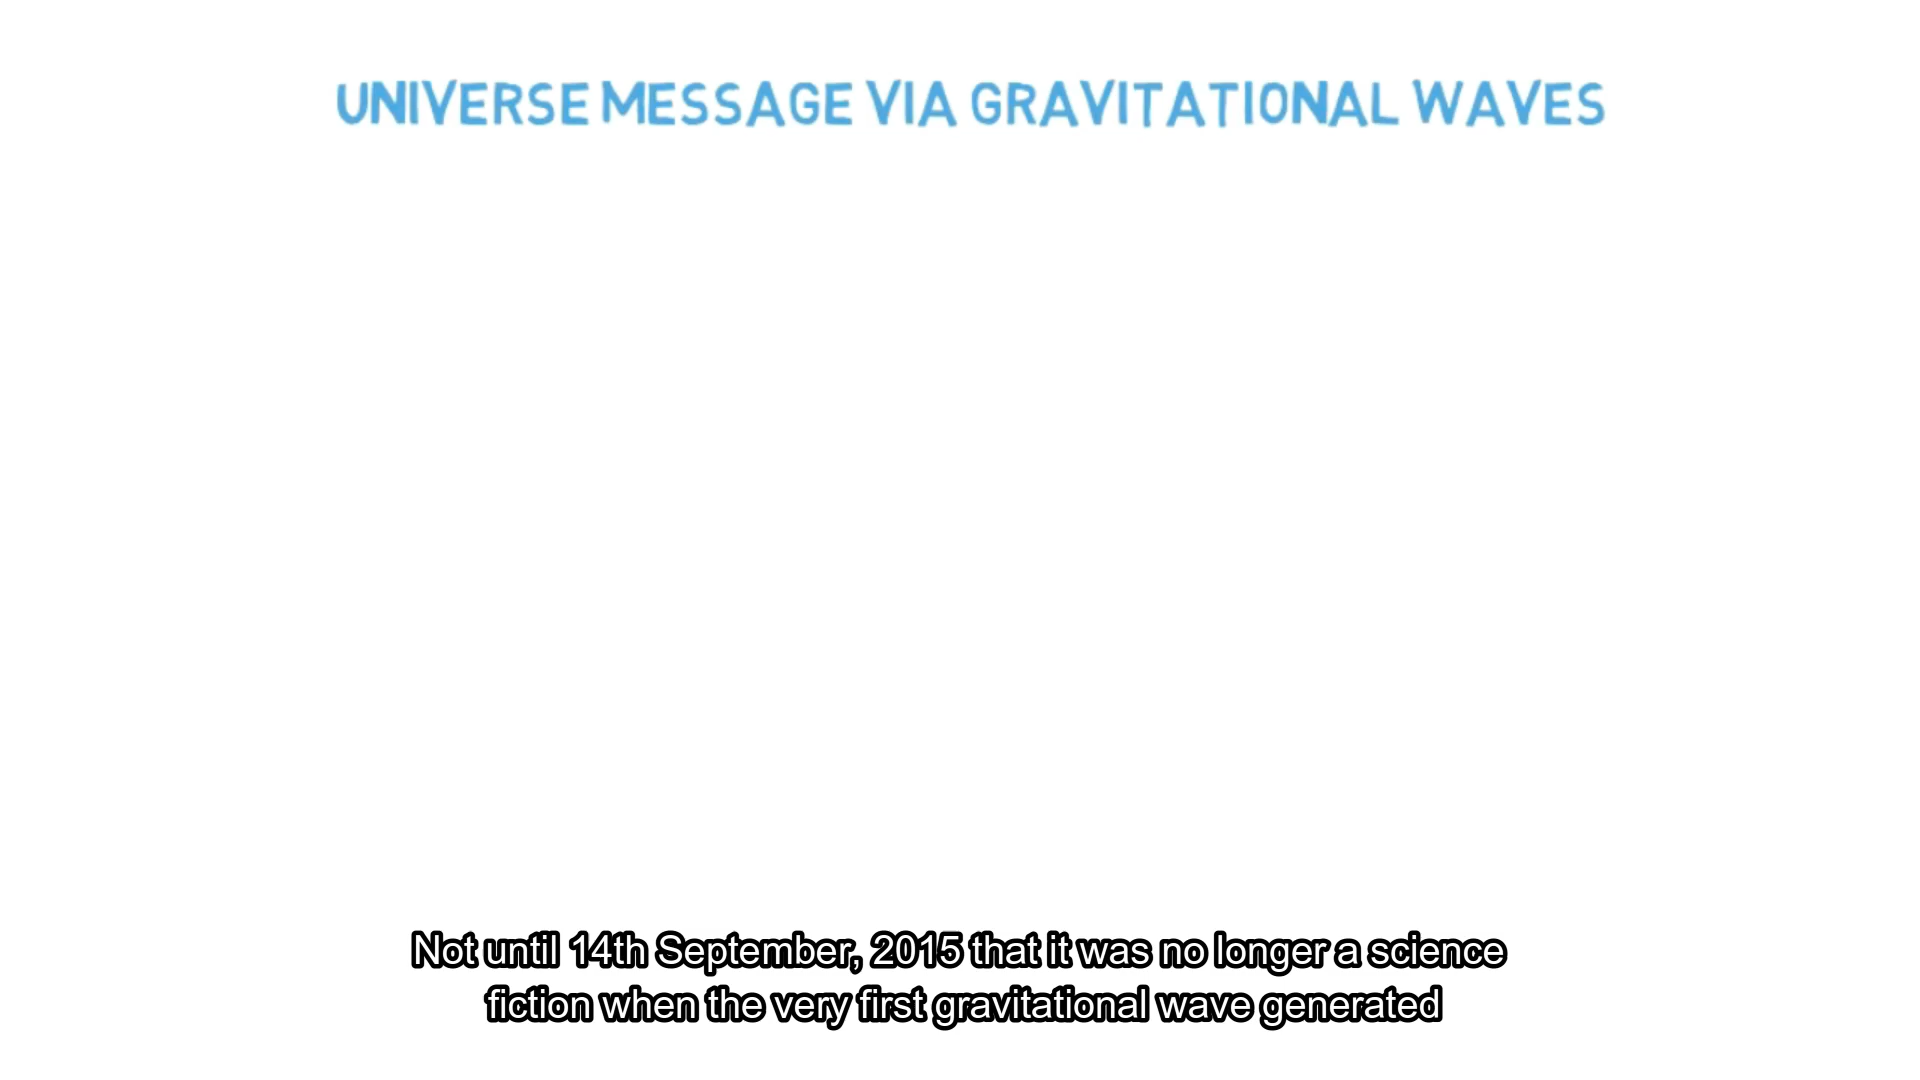 UNIVERSE MESSAGE VIA GRAVITATIONAL WAVES
Not until 14th September, 2015 that it was no longer a science
fiction when the very first gravitational wave generated